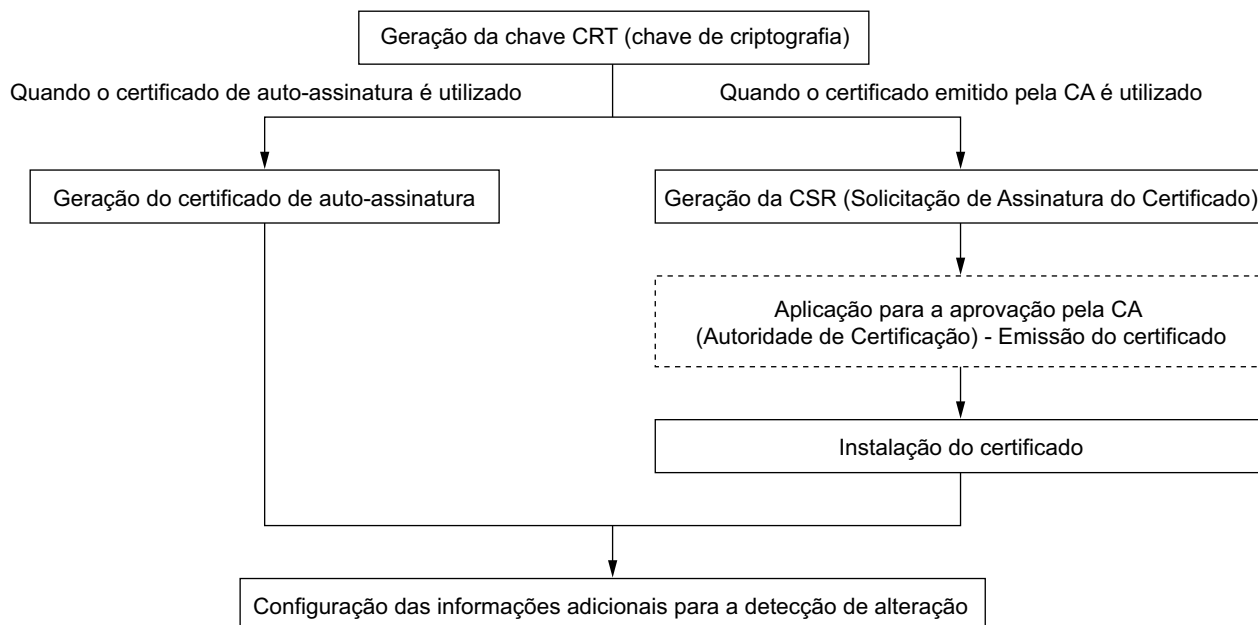 Geração da chave CRT (chave de criptografia)
Quando o certificado de auto-assinatura é utilizado
Quando o certificado emitido pela CA é utilizado
Geração do certificado de auto-assinatura
Geração da CSR (Solicitação de Assinatura do Certificado)
Aplicação para a aprovação pela CA
(Autoridade de Certificação) - Emissão do certificado
Instalação do certificado
Configuração das informações adicionais para a detecção de alteração